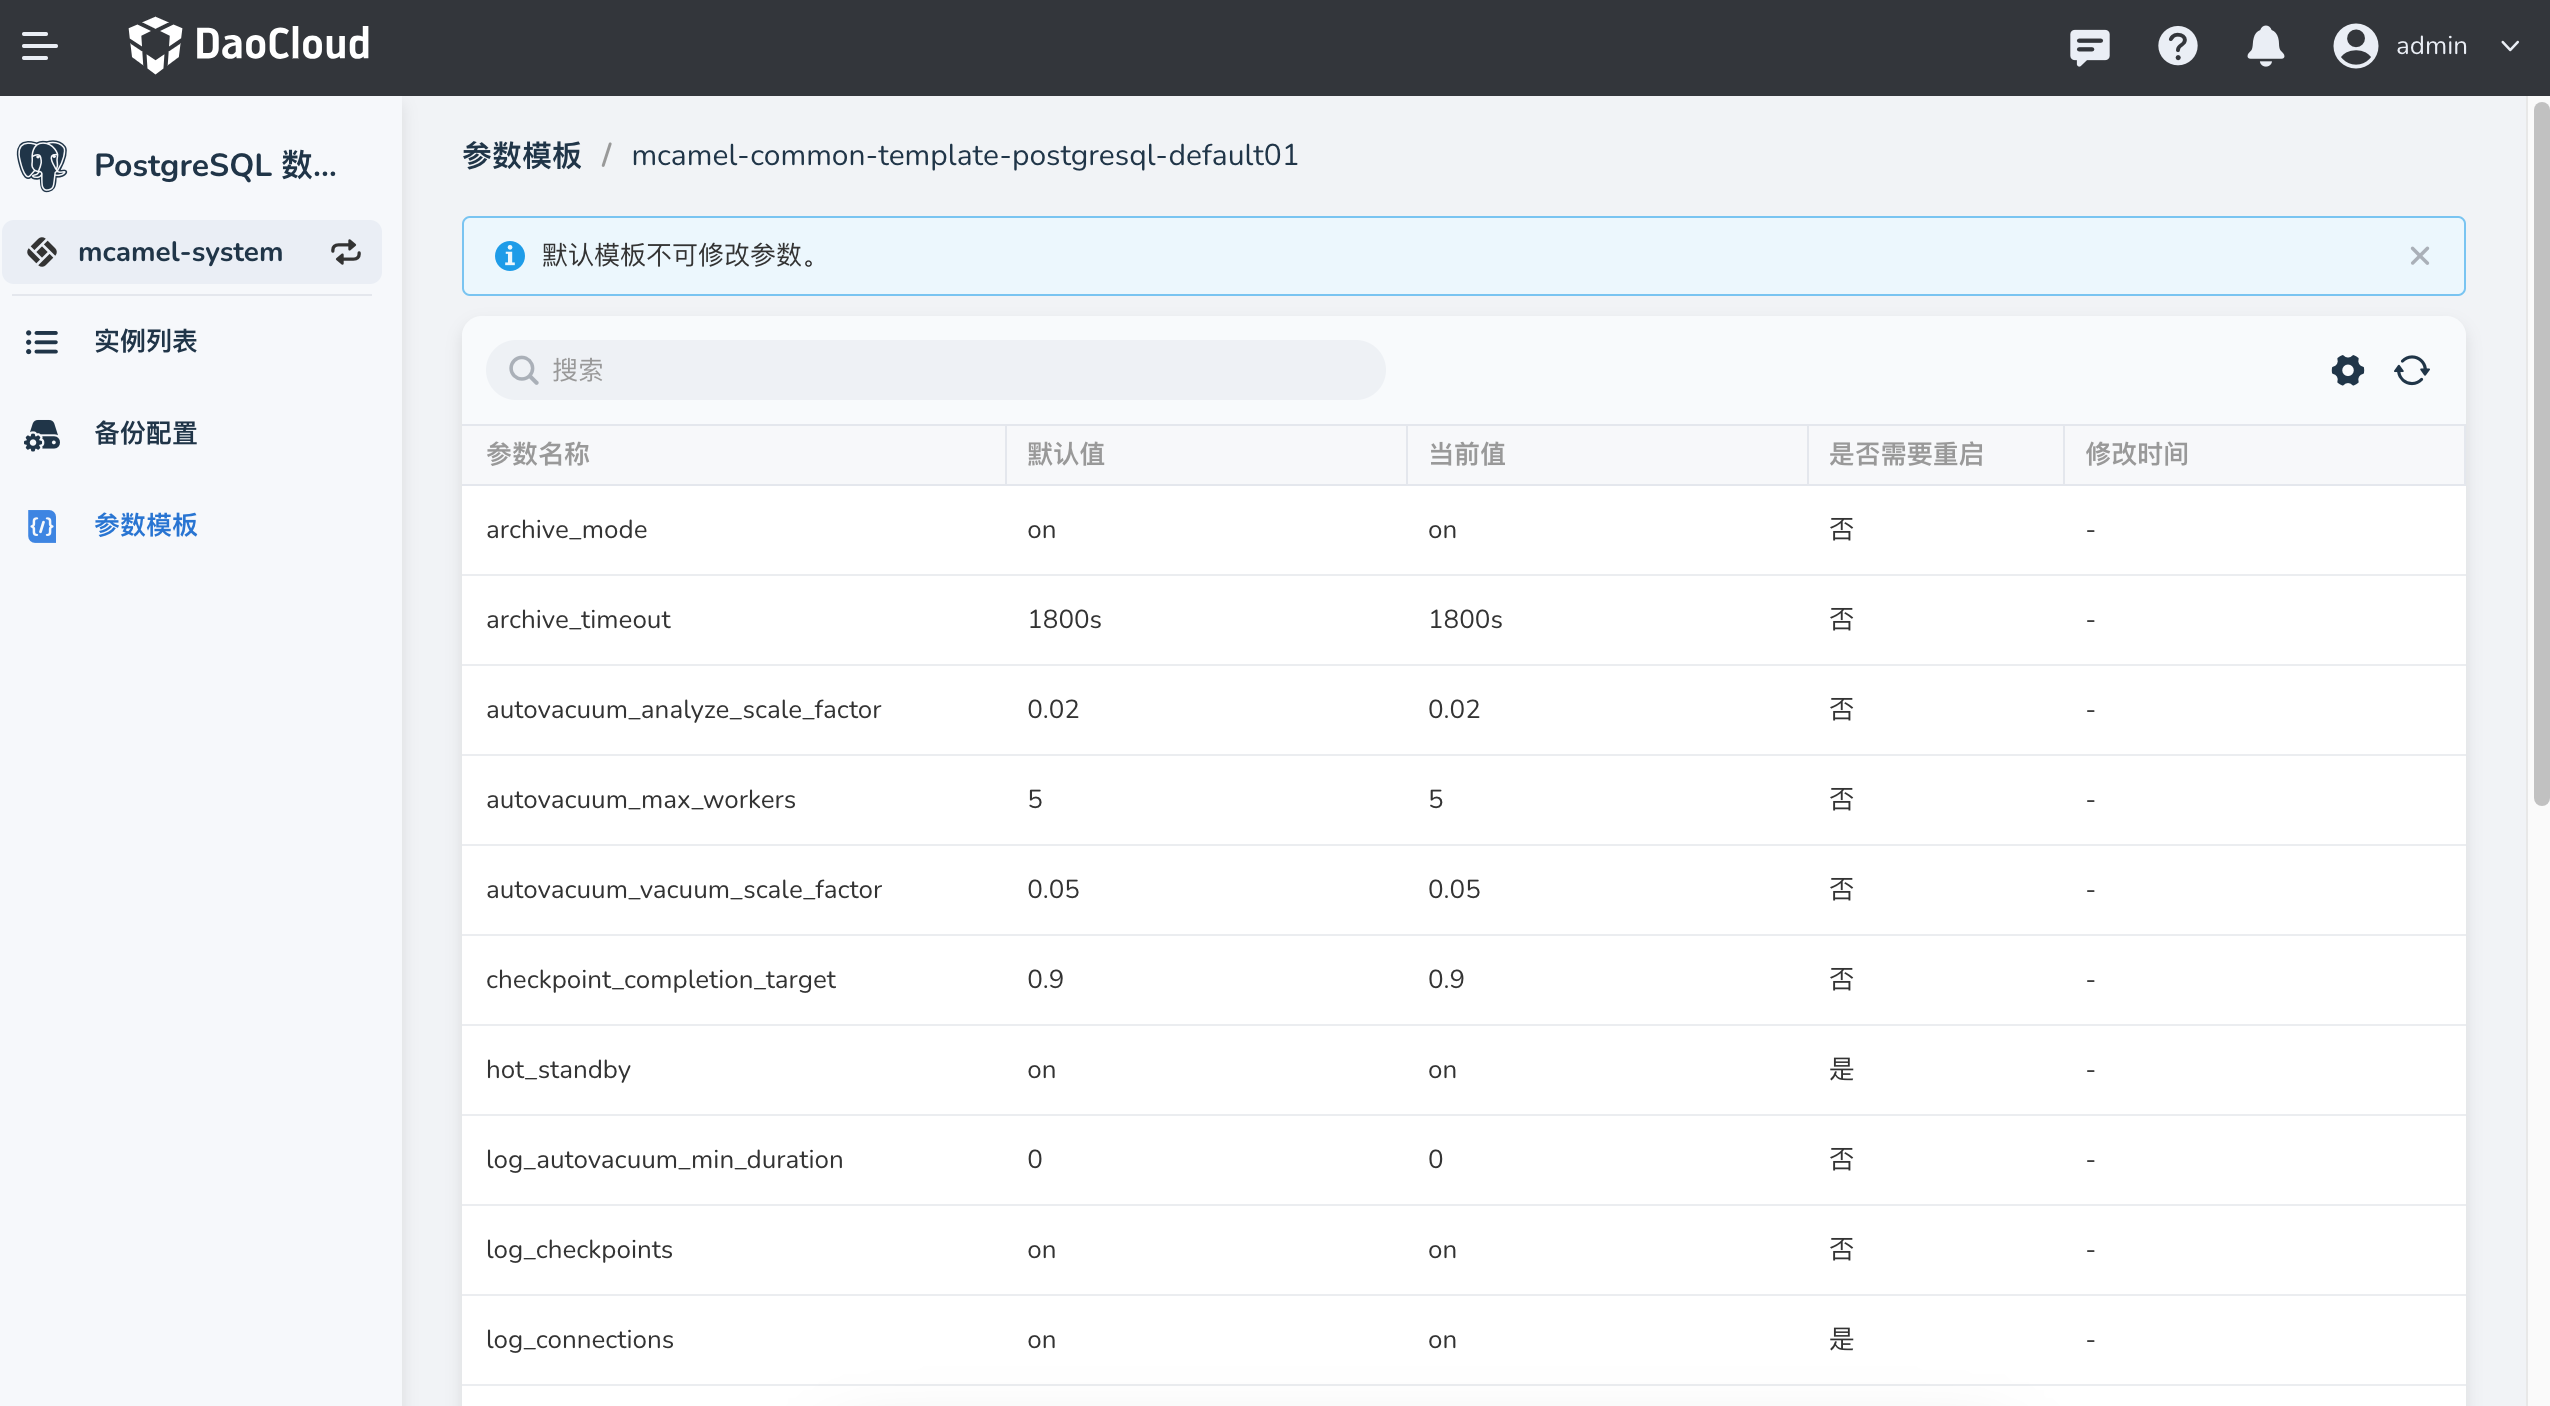 DaoCloud
admin
PostgreSQL 数...
mcamel-system
实例列表
备份配置
参数模板
参数模板 / mcamel-common-template-postgresql-default01
默认模板不可修改参数。
搜索
参数名称 默认值 当前值 是否需要重启 修改时间
archive_mode on on 否 -
archive_timeout 1800s 1800s 否 -
autovacuum_analyze_scale_factor 0.02 0.02 否 -
autovacuum_max_workers 5 5 否 -
autovacuum_vacuum_scale_factor 0.05 0.05 否 -
checkpoint_completion_target 0.9 0.9 否 -
hot_standby on on 是 -
log_autovacuum_min_duration 0 0 否 -
log_checkpoints on on 否 -
log_connections on on 是 -